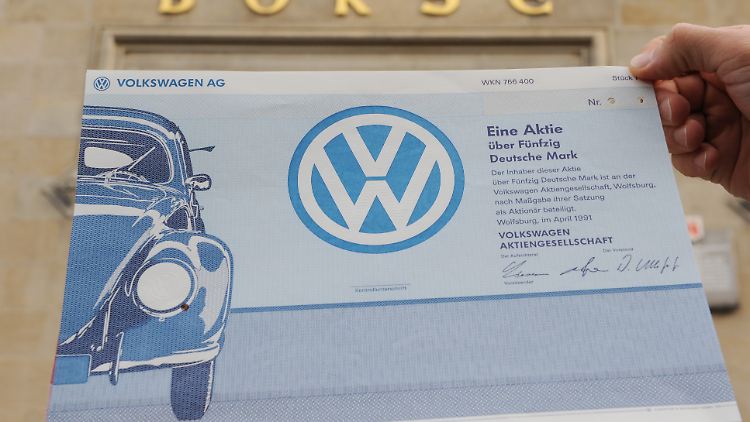 BÖRSE
VOLKSWAGEN AG
WKN 766 400
Stück 1
Nr.
Eine Aktie
über Fünfzig
Deutsche Mark
Der Inhaber dieser Aktie
über Fünfzig Deutsche Mark ist an der
Volkswagen Aktiengesellschaft, Wolfsburg,
nach Maßgabe ihrer Satzung
als Aktionär beteiligt.
Wolfsburg, im April 1991
VOLKSWAGEN
AKTIENGESELLSCHAFT
Der Aufsichtsrat
Der Vorstand
Vorsitzender
Kontrollunterschrift